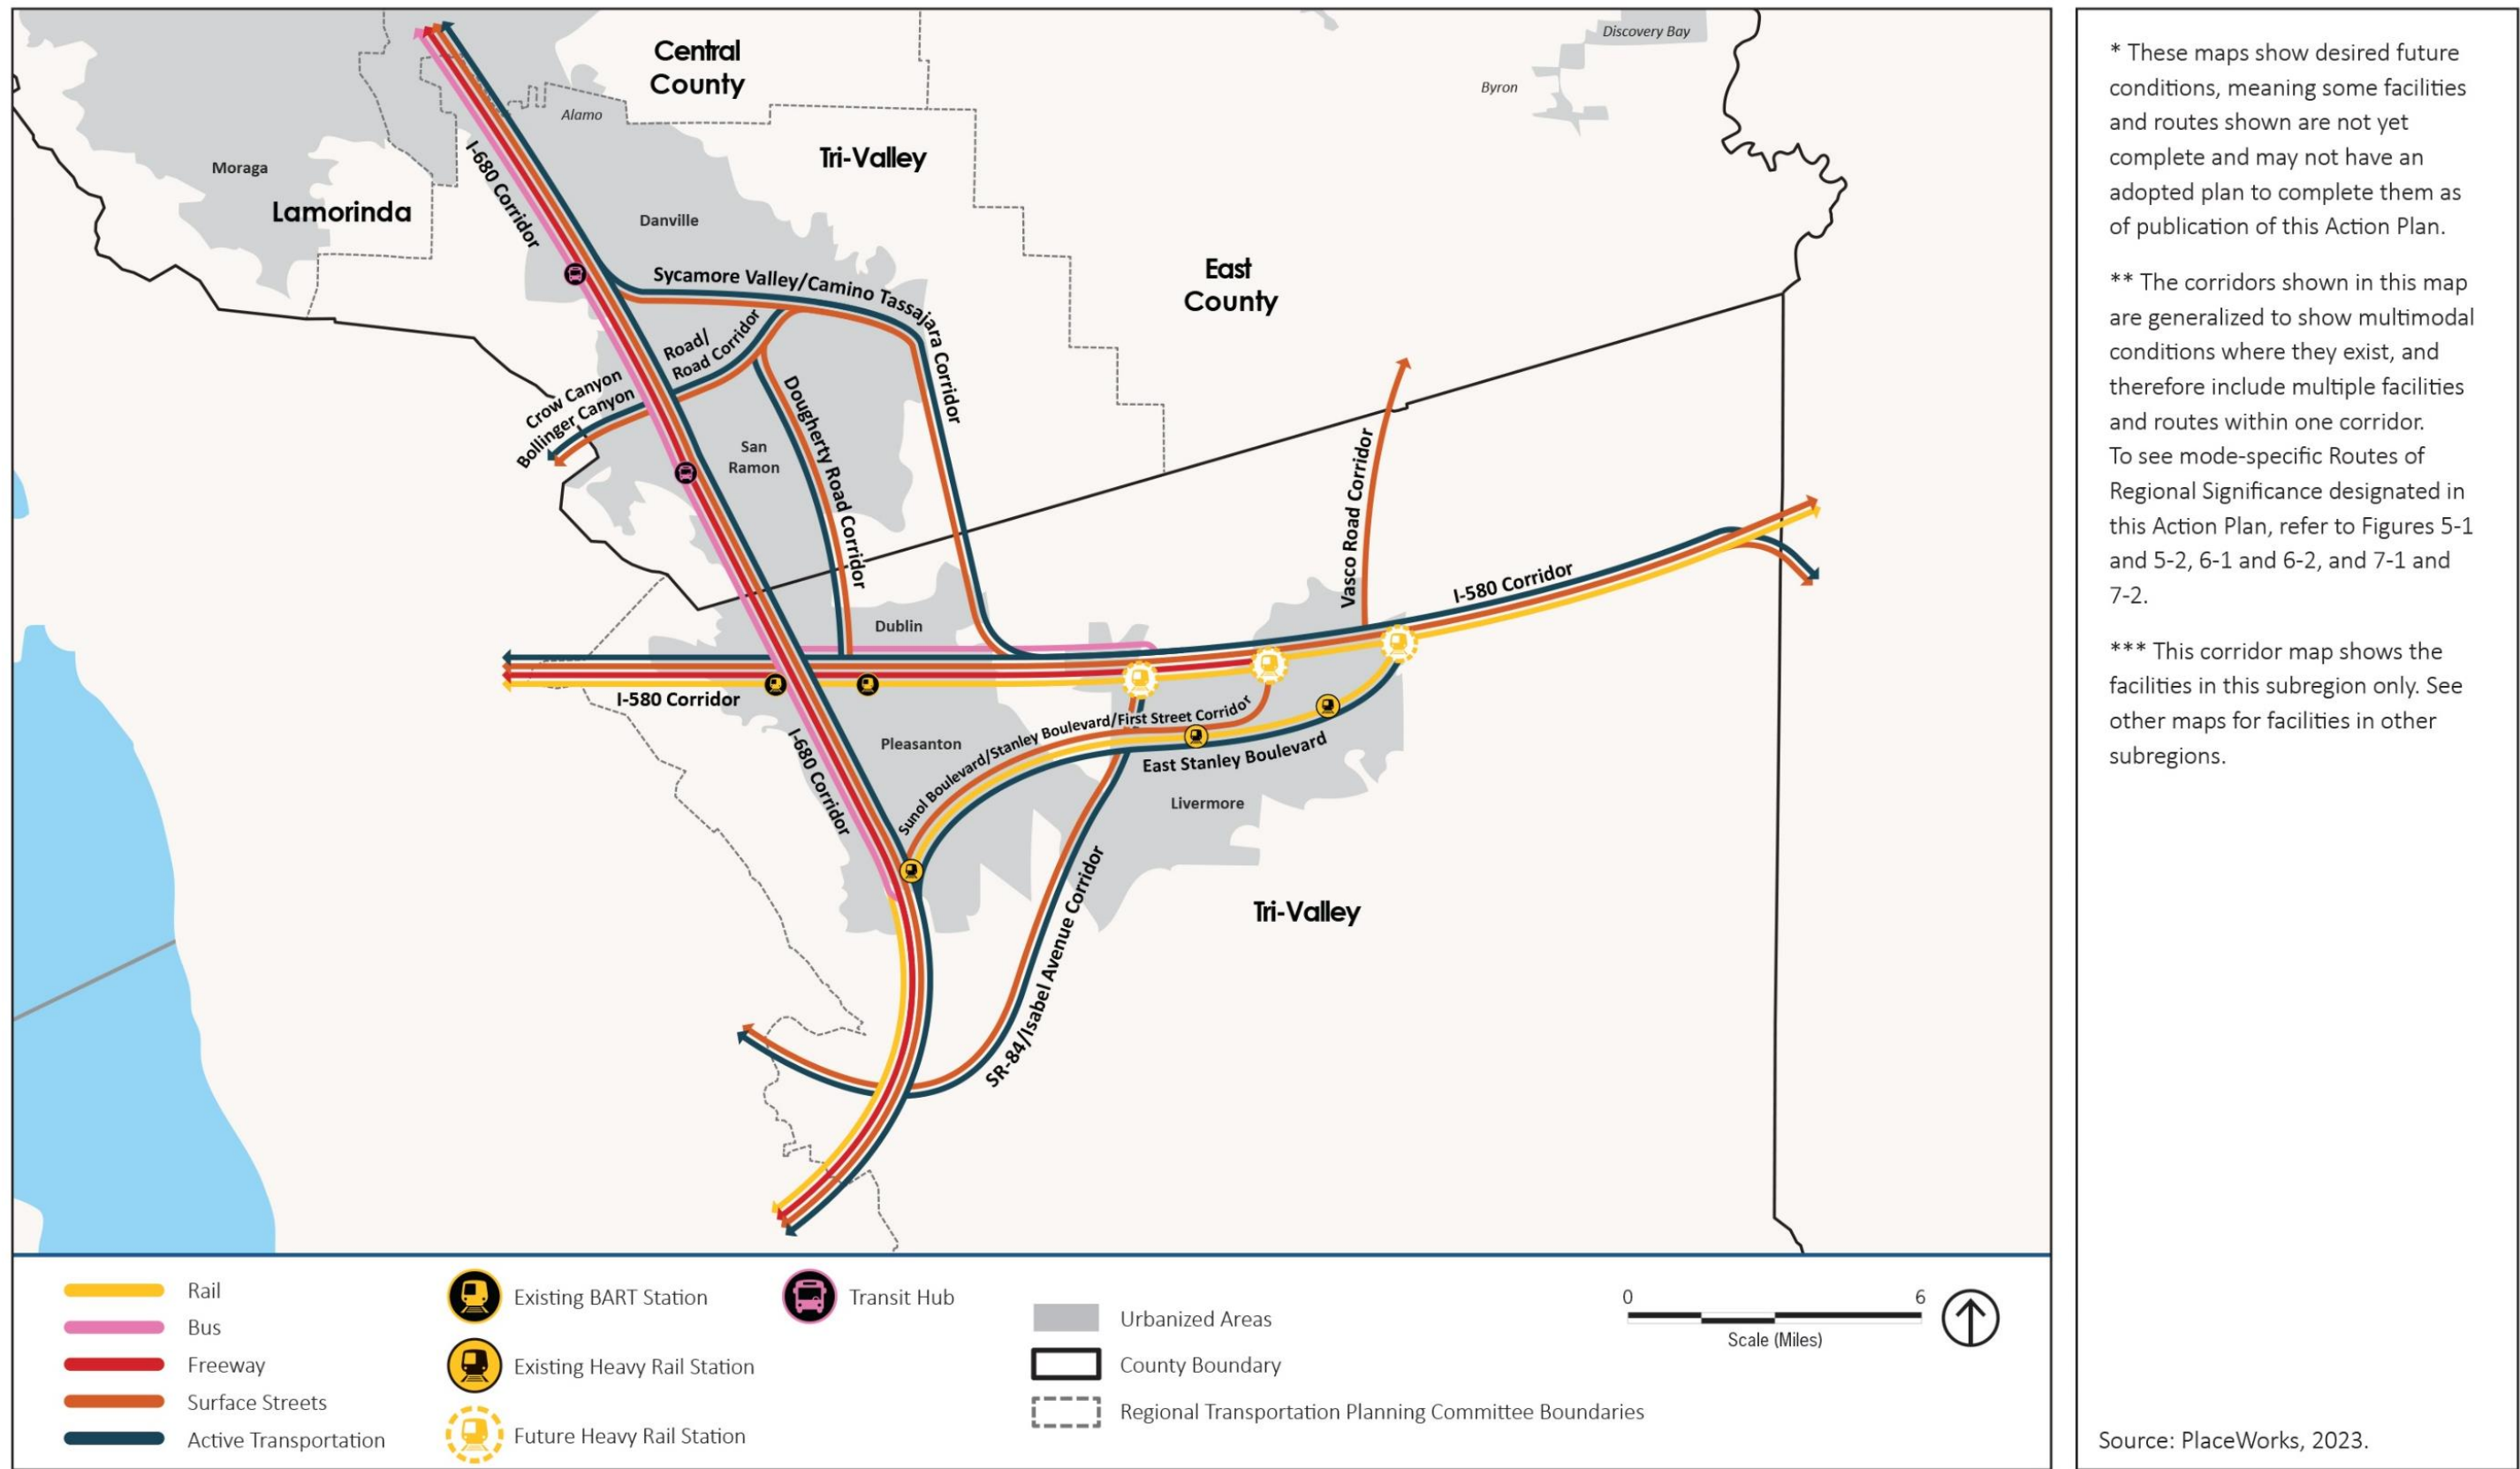 Central
County
Discovery Bay
Byron
Alamo
Tri-Valley
Moraga
Lamorinda
I-680 Corridor
Danville
East
County
Sycamore Valley/Camino Tassajara Corridor
Road/
Road Corridor
Crow Canyon
Bollinger Canyon
Dougherty Road Corridor
San
Ramon
Vasco Road Corridor
I-580 Corridor
Dublin
I-580 Corridor
Sunol Boulevard/Stanley Boulevard/First Street Corridor
I-680 Corridor
Pleasanton
East Stanley Boulevard
Livermore
SR-84/Isabel Avenue Corridor
Tri-Valley
Rail
Bus
Freeway
Surface Streets
Active Transportation
Existing BART Station
Existing Heavy Rail Station
Future Heavy Rail Station
Transit Hub
Urbanized Areas
County Boundary
Regional Transportation Planning Committee Boundaries
0 6
Scale (Miles)
* These maps show desired future
conditions, meaning some facilities
and routes shown are not yet
complete and may not have an
adopted plan to complete them as
of publication of this Action Plan.
** The corridors shown in this map
are generalized to show multimodal
conditions where they exist, and
therefore include multiple facilities
and routes within one corridor.
To see mode-specific Routes of
Regional Significance designated in
this Action Plan, refer to Figures 5-1
and 5-2, 6-1 and 6-2, and 7-1 and
7-2.
*** This corridor map shows the
facilities in this subregion only. See
other maps for facilities in other
subregions.
Source: PlaceWorks, 2023.